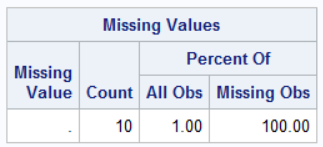 Missing Values
Missing Value Count Percent Of
All Obs Missing Obs
. 10 1.00 100.00